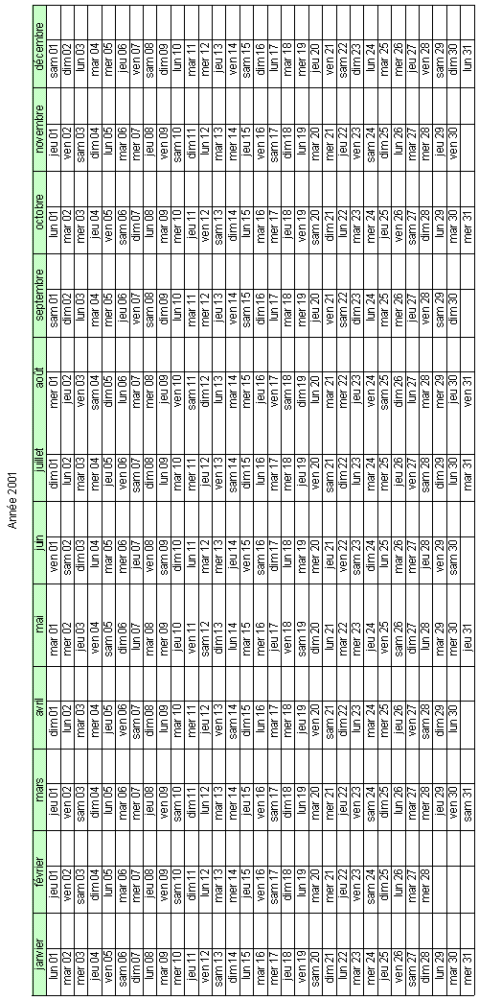 Année 2001
janvier février mars avril mai juin juillet août septembre octobre novembre décembre
lun 01 jeu 01 jeu 01 dim 01 mar 01 ven 01 dim 01 mer 01 sam 01 lun 01 jeu 01 sam 01
mar 02 ven 02 ven 02 lun 02 mer 02 sam 02 lun 02 jeu 02 dim 02 mar 02 ven 02 dim 02
mer 03 sam 03 sam 03 mar 03 jeu 03 dim 03 mar 03 ven 03 lun 03 mer 03 sam 03 lun 03
jeu 04 dim 04 dim 04 mer 04 ven 04 lun 04 mer 04 sam 04 mar 04 jeu 04 dim 04 mar 04
ven 05 lun 05 lun 05 jeu 05 sam 05 mar 05 jeu 05 dim 05 mer 05 ven 05 lun 05 mer 05
sam 06 mar 06 mar 06 ven 06 dim 06 mer 06 ven 06 lun 06 jeu 06 sam 06 mar 06 jeu 06
dim 07 mer 07 mer 07 sam 07 lun 07 jeu 07 sam 07 mar 07 ven 07 dim 07 mer 07 ven 07
lun 08 jeu 08 jeu 08 dim 08 mar 08 ven 08 dim 08 mer 08 sam 08 lun 08 jeu 08 sam 08
mar 09 ven 09 ven 09 lun 09 mer 09 sam 09 lun 09 jeu 09 dim 09 mar 09 ven 09 dim 09
mer 10 sam 10 sam 10 mar 10 jeu 10 dim 10 mar 10 ven 10 lun 10 mer 10 sam 10 lun 10
jeu 11 dim 11 dim 11 mer 11 ven 11 lun 11 mer 11 sam 11 mar 11 jeu 11 dim 11 mar 11
ven 12 lun 12 lun 12 jeu 12 sam 12 mar 12 jeu 12 dim 12 mer 12 ven 12 lun 12 mer 12
sam 13 mar 13 mar 13 ven 13 dim 13 mer 13 ven 13 lun 13 jeu 13 sam 13 mar 13 jeu 13
dim 14 mer 14 mer 14 sam 14 lun 14 jeu 14 sam 14 mar 14 ven 14 dim 14 mer 14 ven 14
lun 15 jeu 15 jeu 15 dim 15 mar 15 ven 15 dim 15 mer 15 sam 15 lun 15 jeu 15 sam 15
mar 16 ven 16 ven 16 lun 16 mer 16 sam 16 lun 16 jeu 16 dim 16 mar 16 ven 16 dim 16
mer 17 sam 17 sam 17 mar 17 jeu 17 dim 17 mar 17 ven 17 lun 17 mer 17 sam 17 lun 17
jeu 18 dim 18 dim 18 mer 18 ven 18 lun 18 mer 18 sam 18 mar 18 jeu 18 dim 18 mar 18
ven 19 lun 19 lun 19 jeu 19 sam 19 mar 19 jeu 19 dim 19 mer 19 ven 19 lun 19 mer 19
sam 20 mar 20 mar 20 ven 20 dim 20 mer 20 ven 20 lun 20 jeu 20 sam 20 mar 20 jeu 20
dim 21 mer 21 mer 21 sam 21 lun 21 jeu 21 sam 21 mar 21 ven 21 dim 21 mer 21 ven 21
lun 22 jeu 22 jeu 22 dim 22 mar 22 ven 22 dim 22 mer 22 sam 22 lun 22 jeu 22 sam 22
mar 23 ven 23 ven 23 lun 23 mer 23 sam 23 lun 23 jeu 23 dim 23 mar 23 ven 23 dim 23
mer 24 sam 24 sam 24 mar 24 jeu 24 dim 24 mar 24 ven 24 lun 24 mer 24 sam 24 lun 24
jeu 25 dim 25 dim 25 mer 25 ven 25 lun 25 mer 25 sam 25 mar 25 jeu 25 dim 25 mar 25
ven 26 lun 26 lun 26 jeu 26 sam 26 mar 26 jeu 26 dim 26 mer 26 ven 26 lun 26 mer 26
sam 27 mar 27 mar 27 ven 27 dim 27 mer 27 ven 27 lun 27 jeu 27 sam 27 mar 27 jeu 27
dim 28 mer 28 mer 28 sam 28 lun 28 jeu 28 sam 28 mar 28 ven 28 dim 28 mer 28 ven 28
lun 29 jeu 29 dim 29 mar 29 ven 29 dim 29 mer 29 sam 29 lun 29 jeu 29 sam 29
mar 30 ven 30 lun 30 mer 30 sam 30 lun 30 jeu 30 dim 30 mar 30 ven 30 dim 30
mer 31 sam 31 jeu 31 mar 31 ven 31 mer 31 lun 31